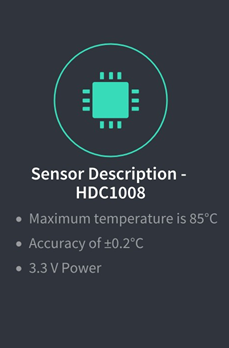 Sensor Description -
HDC1008
• Maximum temperature is 85°C
• Accuracy of ±0.2°C
• 3.3 V Power